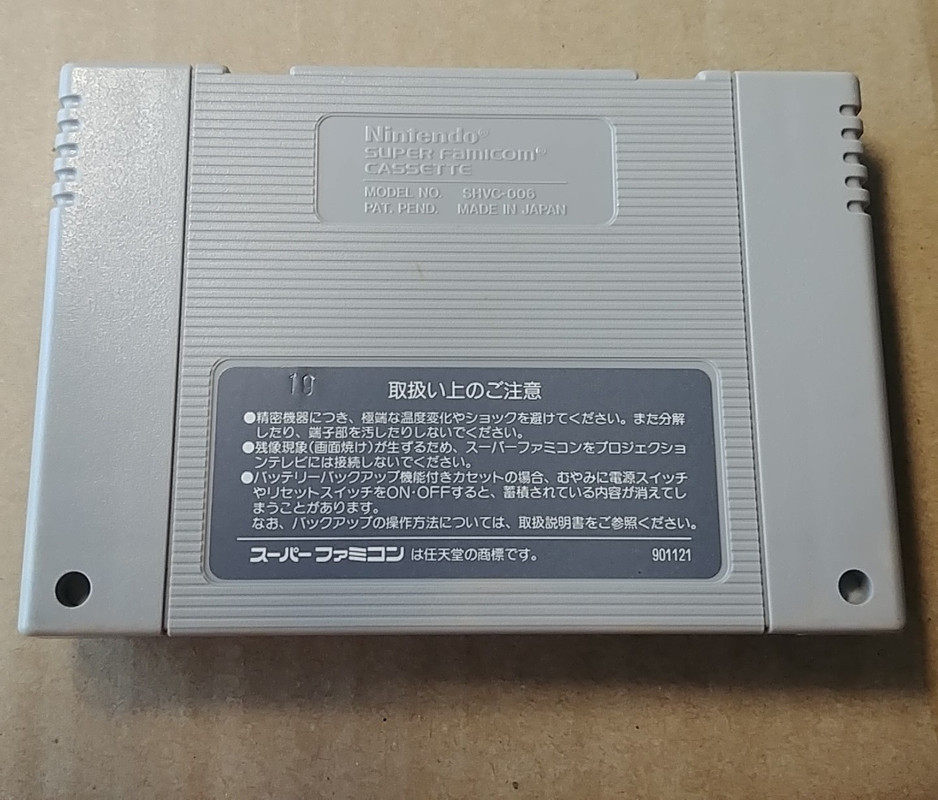 Nintendo®
SUPER FAMICOM®
CASSETTE
MODEL NO. SHVC-006
PAT. PEND. MADE IN JAPAN
19
取扱い上のご注意
●精密機器につき、極端な温度変化やショックを避けてください。また分解
したり、端子部を汚したりしないでください。
●残像現象(画面焼け)が生ずるため、スーパーファミコンをプロジェクショ
ンテレビには接続しないでください。
●バッテリーバックアップ機能付きカセットの場合、むやみに電源スイッチ
やリセットスイッチをON・OFFすると、蓄積されている内容が消えてし
まうことがあります。
なお、バックアップの操作方法については、取扱説明書をご参照ください。
スーパーファミコン は任天堂の商標です。 901121